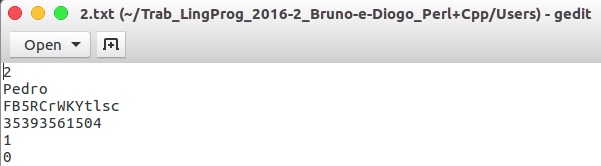 2.txt (~/Trab_LingProg_2016-2_Bruno-e-Diogo_Perl+Cpp/Users) - gedit
Open
2
Pedro
FB5RCrWKYtlsc
35393561504
1
0